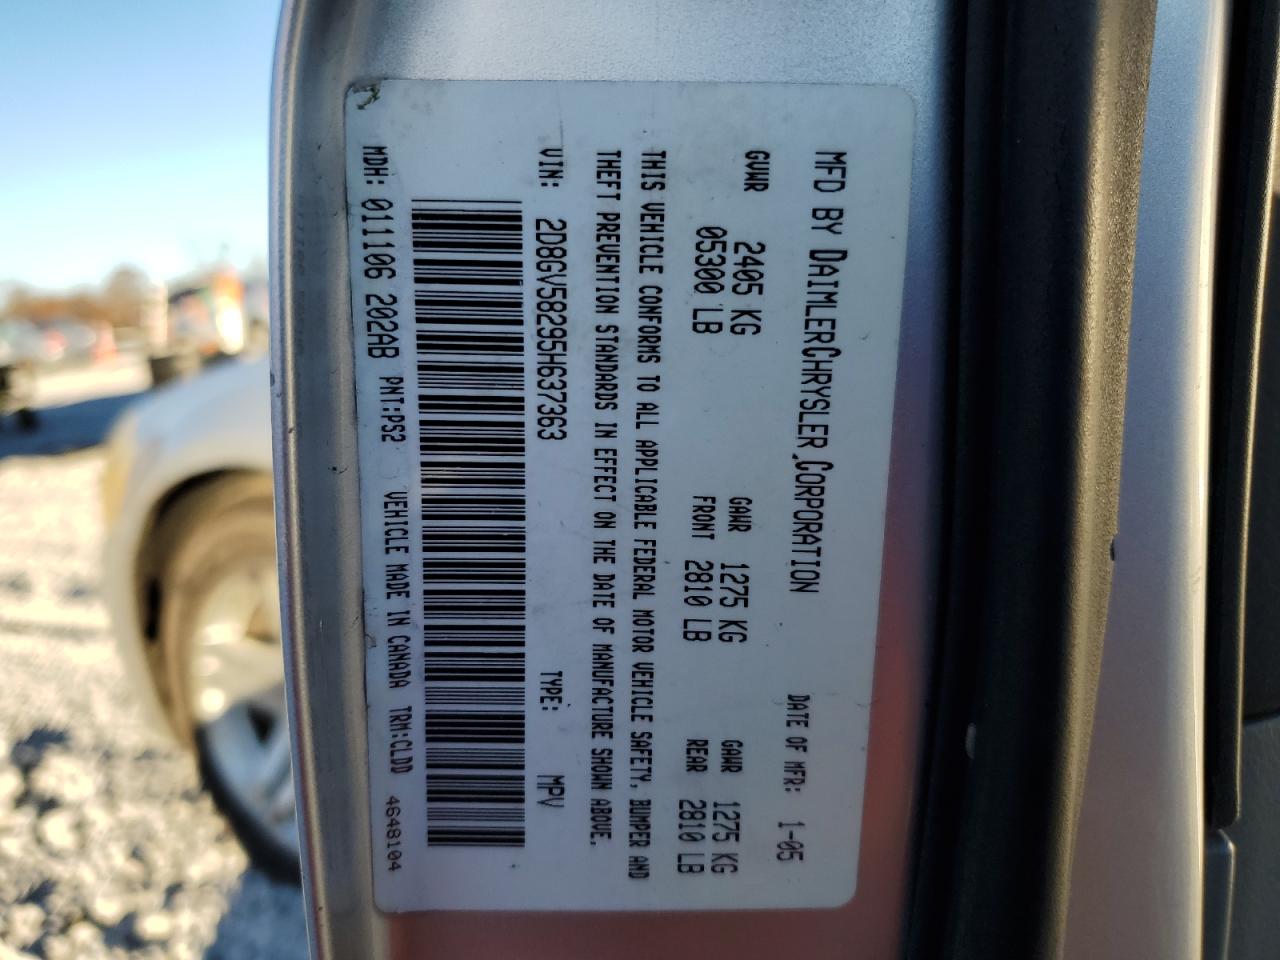 MFD BY DAIMLERCHRYSLER CORPORATION DATE OF MFR: 1-05
GVWR 2405 KG GAWR 1275 KG GAWR 1275 KG
05300 LB FRONT 2810 LB REAR 2810 LB
THIS VEHICLE CONFORMS TO ALL APPLICABLE FEDERAL MOTOR VEHICLE SAFETY, BUMPER AND
THEFT PREVENTION STANDARDS IN EFFECT ON THE DATE OF MANUFACTURE SHOWN ABOVE.
VIN: 2D8GV58295H637363 TYPE: MPV
MDH: 011106 202AB PNT:PS2 VEHICLE MADE IN CANADA TRM:CLDD 4648104